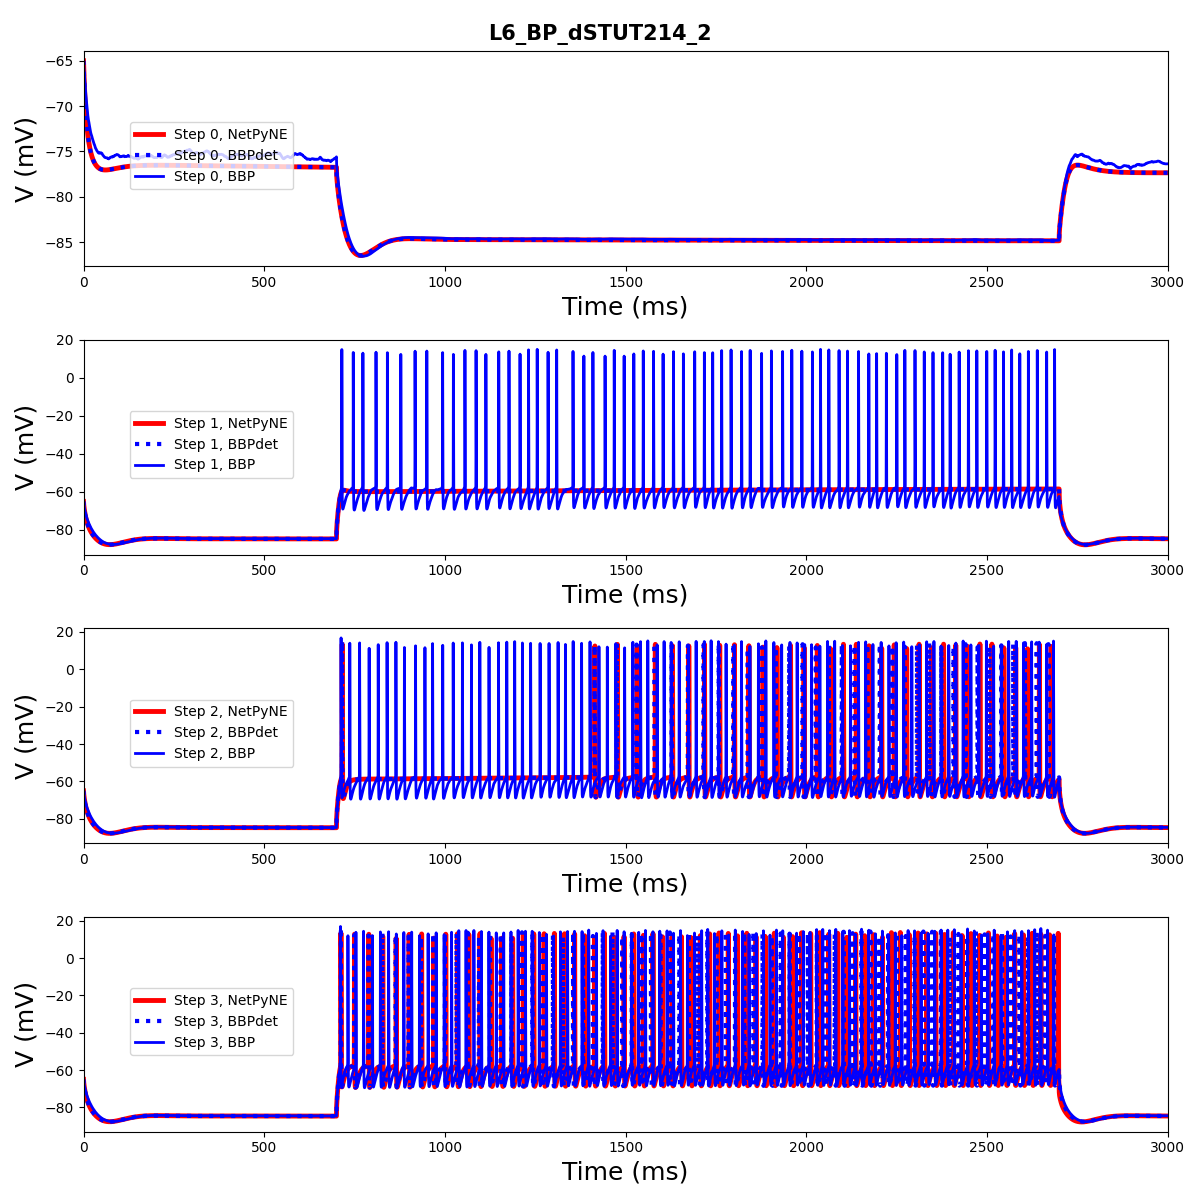 L6_BP_dSTUT214_2
V (mV)
−65
−70
−75
−80
−85
Step 0, NetPyNE
Step 0, BBPdet
Step 0, BBP
0 500 1000 1500 2000 2500 3000
Time (ms)
V (mV)
20
0
−20
−40
−60
−80
Step 1, NetPyNE
Step 1, BBPdet
Step 1, BBP
0 500 1000 1500 2000 2500 3000
Time (ms)
V (mV)
20
0
−20
−40
−60
−80
Step 2, NetPyNE
Step 2, BBPdet
Step 2, BBP
0 500 1000 1500 2000 2500 3000
Time (ms)
V (mV)
20
0
−20
−40
−60
−80
Step 3, NetPyNE
Step 3, BBPdet
Step 3, BBP
0 500 1000 1500 2000 2500 3000
Time (ms)